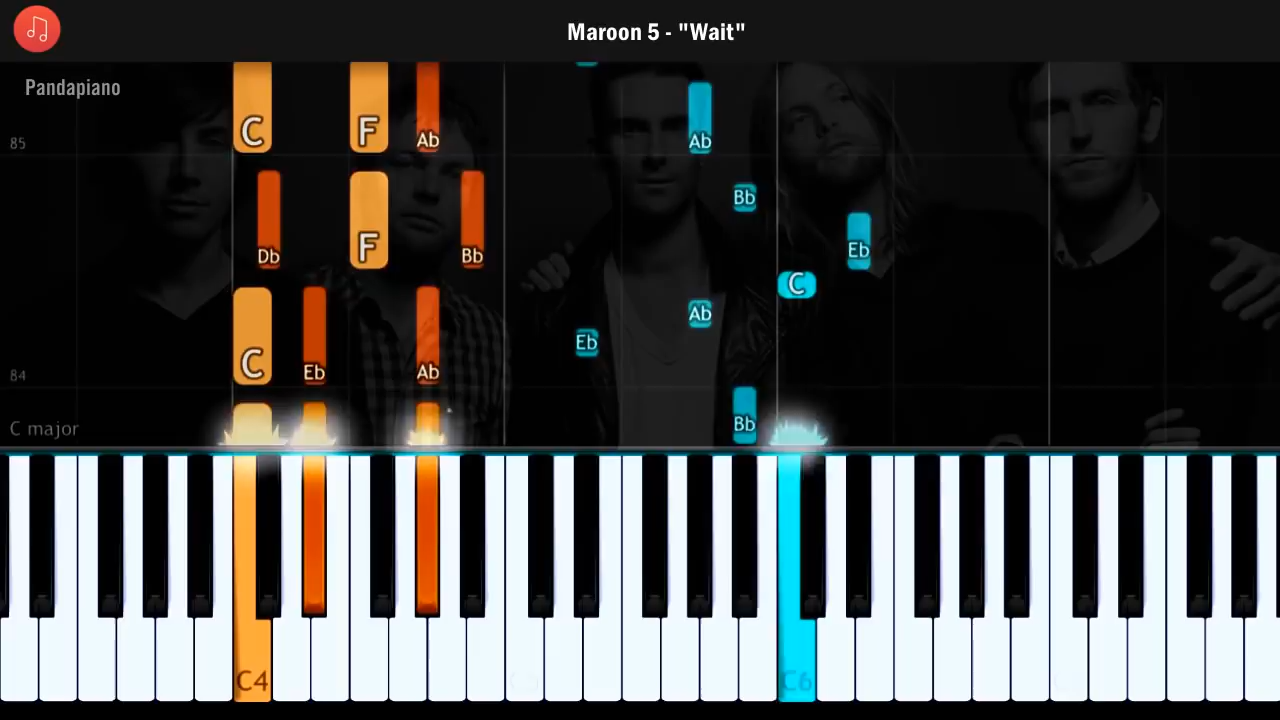 Maroon 5 - "Wait"
Pandapiano
C F Ab Ab
85
Bb
Db F Bb Eb
C
Ab
Eb
C Eb Ab
84
Bb
C major
C4 C6